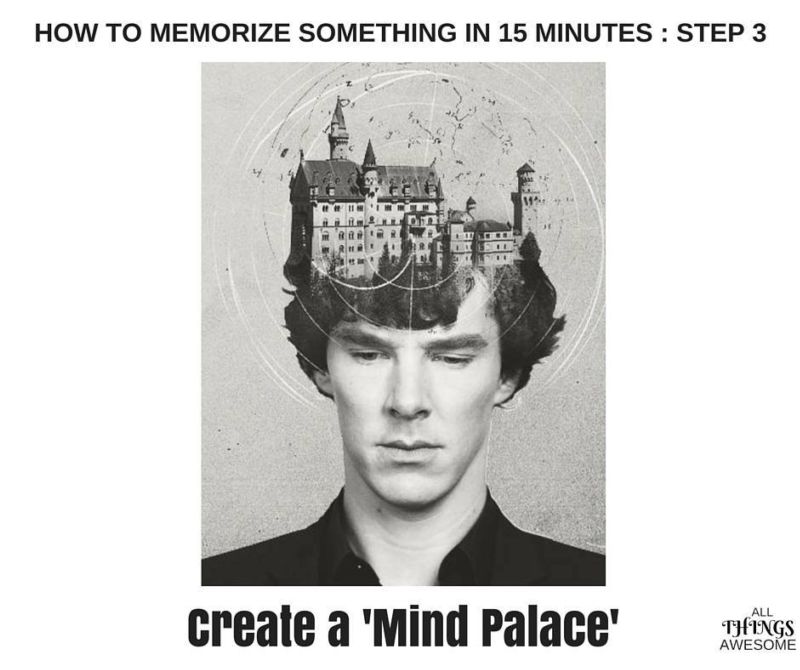 HOW TO MEMORIZE SOMETHING IN 15 MINUTES : STEP 3
Create a 'Mind Palace'
ALL
THINGS
AWESOME